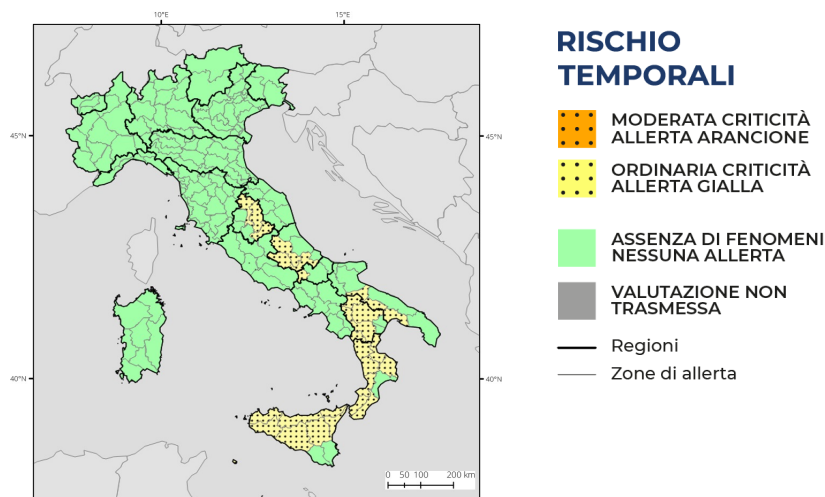 10°E
15°E
45°N
45°N
40°N
40°N
0 50 100 200 km
RISCHIO
TEMPORALI
MODERATA CRITICITÀ
ALLERTA ARANCIONE
ORDINARIA CRITICITÀ
ALLERTA GIALLA
ASSENZA DI FENOMENI
NESSUNA ALLERTA
VALUTAZIONE NON
TRASMESSA
Regioni
Zone di allerta